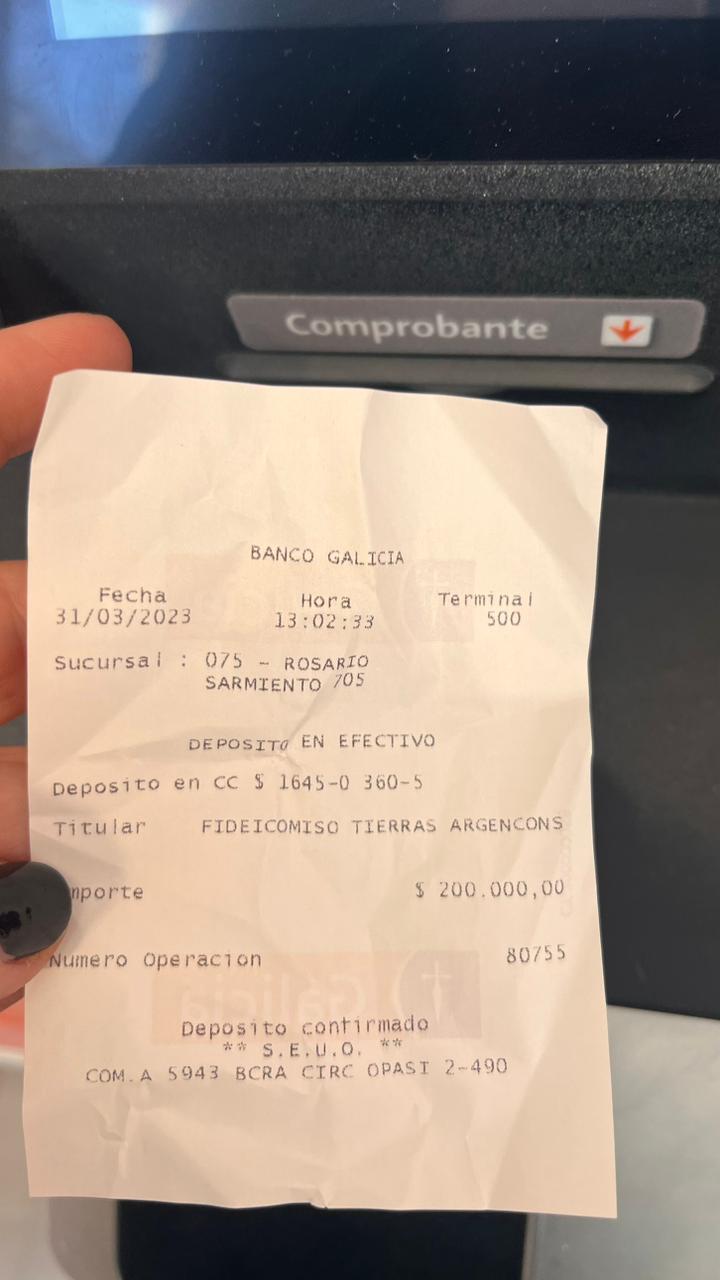 Comprobante
BANCO GALICIA
Fecha Hora Terminal
31/03/2023 13:02:33 500
Sucursal : 075 - ROSARIO
SARMIENTO 705
DEPOSITO EN EFECTIVO
Deposito en CC $ 1645-0 360-5
Titular FIDEICOMISO TIERRAS ARGENCONS
mporte $ 200.000,00
Numero Operacion 80755
Galicia
Deposito confirmado
** S.E.U.O. **
COM.A 5943 BCRA CIRC OPASI 2-490